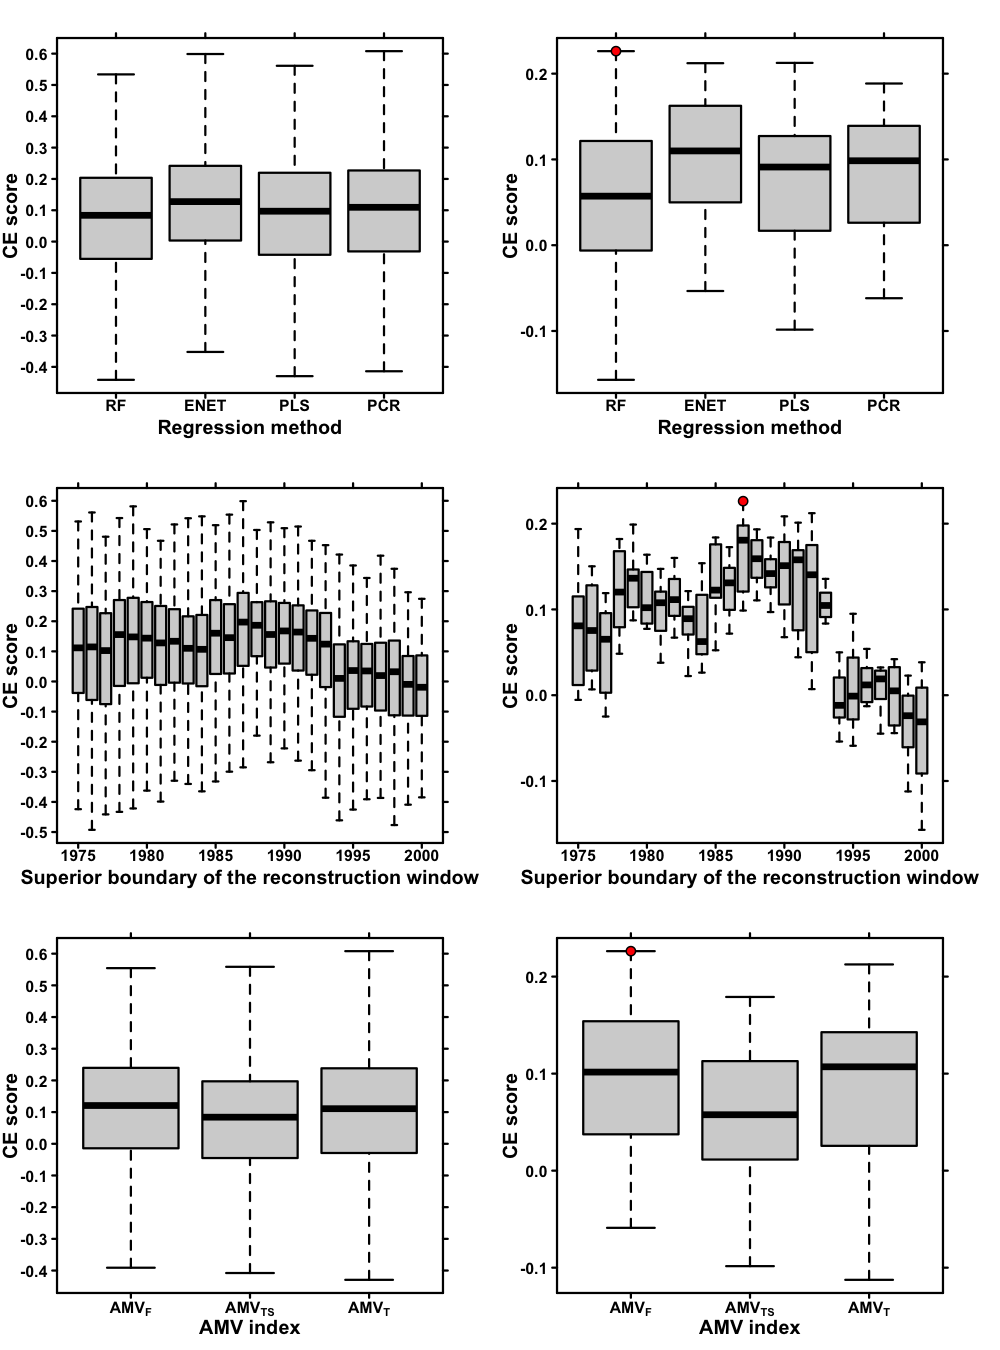 0.6
0.5
0.4
0.3
0.2
0.1
0.0
-0.1
-0.2
-0.3
-0.4
CE score
RF ENET PLS PCR
Regression method
0.2
0.1
0.0
-0.1
CE score
RF ENET PLS PCR
Regression method
0.6
0.5
0.4
0.3
0.2
0.1
0.0
-0.1
-0.2
-0.3
-0.4
-0.5
CE score
1975 1980 1985 1990 1995 2000
Superior boundary of the reconstruction window
0.2
0.1
0.0
-0.1
CE score
1975 1980 1985 1990 1995 2000
Superior boundary of the reconstruction window
0.6
0.5
0.4
0.3
0.2
0.1
0.0
-0.1
-0.2
-0.3
-0.4
CE score
AMVF AMVTS AMVT
AMV index
0.2
0.1
0.0
-0.1
CE score
AMVF AMVTS AMVT
AMV index